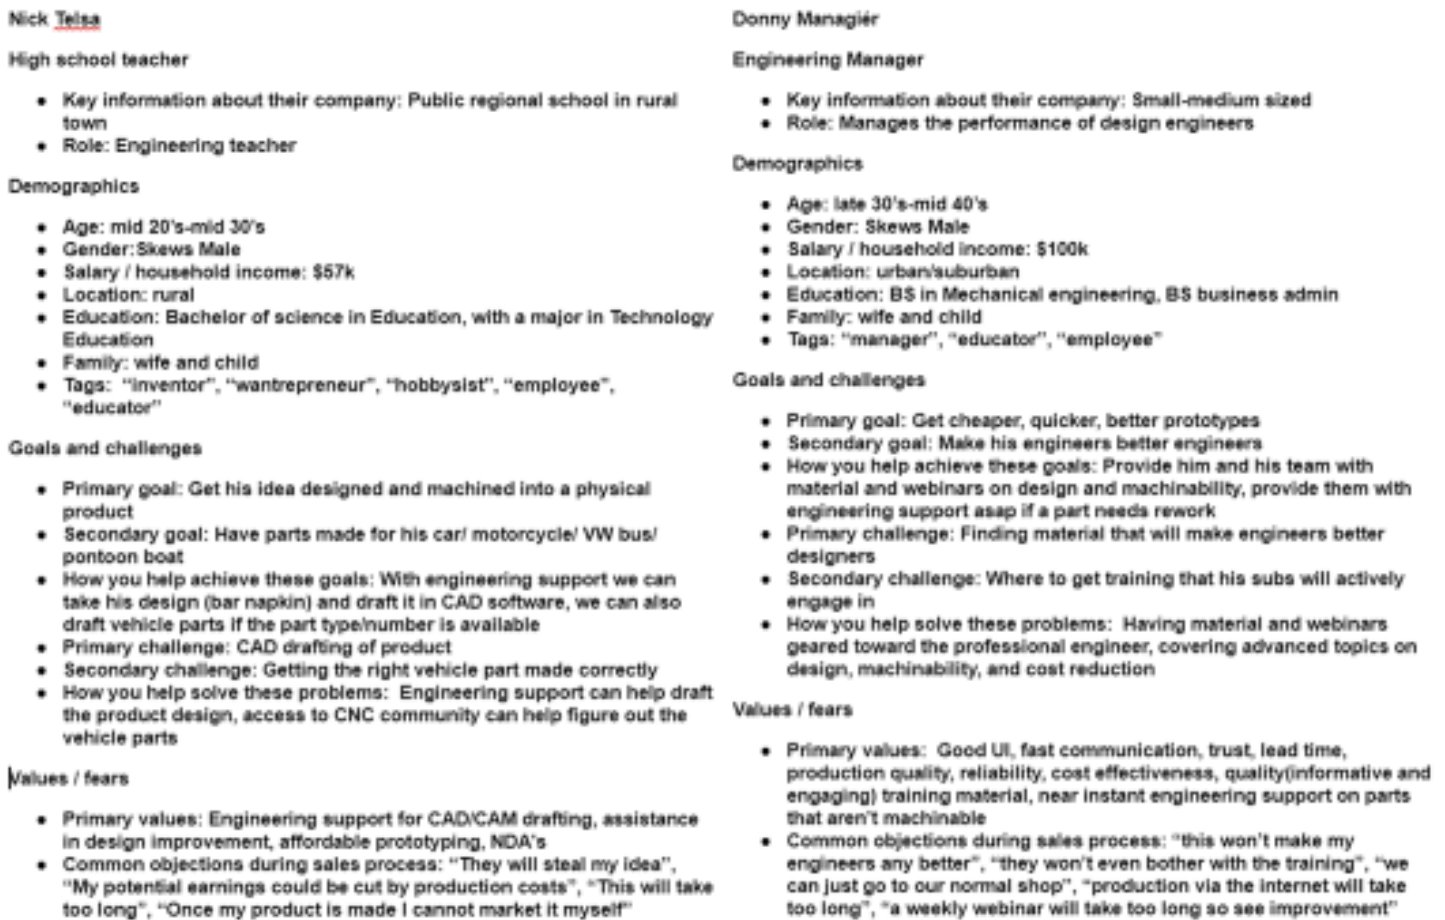 Nick Telsa
High school teacher
● Key information about their company: Public regional school in rural
town
● Role: Engineering teacher
Demographics
● Age: mid 20's-mid 30's
● Gender:Skews Male
● Salary / household income: $57k
● Location: rural
● Education: Bachelor of science in Education, with a major in Technology
Education
● Family: wife and child
● Tags: “inventor”, “wantrepreneur”, “hobbysist”, “employee”,
“educator”
Goals and challenges
● Primary goal: Get his idea designed and machined into a physical
product
● Secondary goal: Have parts made for his car/ motorcycle/ VW bus/
pontoon boat
● How you help achieve these goals: With engineering support we can
take his design (bar napkin) and draft it in CAD software, we can also
draft vehicle parts if the part type/number is available
● Primary challenge: CAD drafting of product
● Secondary challenge: Getting the right vehicle part made correctly
● How you help solve these problems: Engineering support can help draft
the product design, access to CNC community can help figure out the
vehicle parts
Values / fears
● Primary values: Engineering support for CAD/CAM drafting, assistance
in design improvement, affordable prototyping, NDA's
● Common objections during sales process: “They will steal my idea”,
“My potential earnings could be cut by production costs”, “This will take
too long”, “Once my product is made I cannot market it myself”
Donny Managiér
Engineering Manager
● Key information about their company: Small-medium sized
● Role: Manages the performance of design engineers
Demographics
● Age: late 30's-mid 40's
● Gender: Skews Male
● Salary / household income: $100k
● Location: urban/suburban
● Education: BS in Mechanical engineering, BS business admin
● Family: wife and child
● Tags: “manager”, “educator”, “employee”
Goals and challenges
● Primary goal: Get cheaper, quicker, better prototypes
● Secondary goal: Make his engineers better engineers
● How you help achieve these goals: Provide him and his team with
material and webinars on design and machinability, provide them with
engineering support asap if a part needs rework
● Primary challenge: Finding material that will make engineers better
designers
● Secondary challenge: Where to get training that his subs will actively
engage in
● How you help solve these problems: Having material and webinars
geared toward the professional engineer, covering advanced topics on
design, machinability, and cost reduction
Values / fears
● Primary values: Good UI, fast communication, trust, lead time,
production quality, reliability, cost effectiveness, quality(informative and
engaging) training material, near instant engineering support on parts
that aren't machinable
● Common objections during sales process: “this won't make my
engineers any better”, “they won't even bother with the training”, “we
can just go to our normal shop”, “production via the internet will take
too long”, “a weekly webinar will take too long so see improvement”